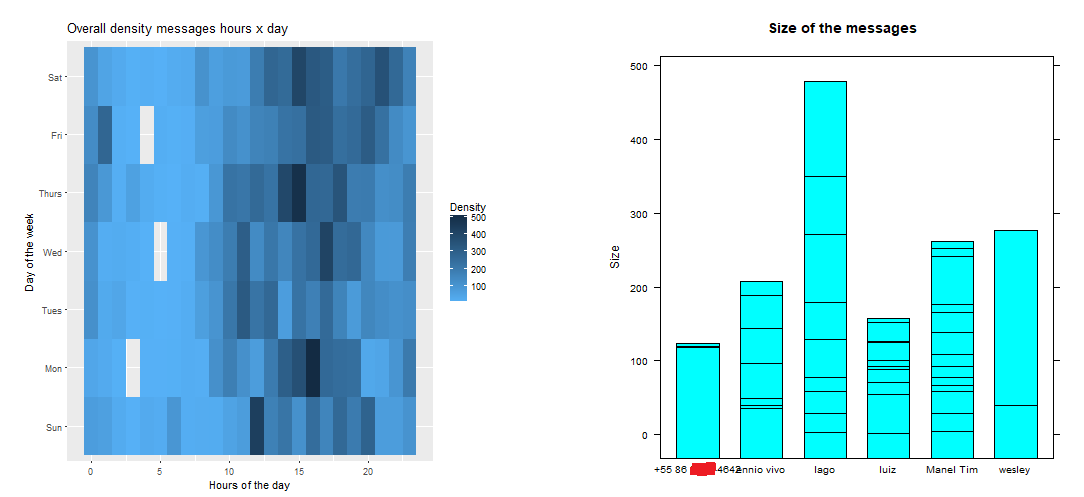 Overall density messages hours x day
Sat
Fri
Thurs
Wed
Tues
Mon
Sun
Day of the week
0 5 10 15 20
Hours of the day
Density
500
400
300
200
100
Size of the messages
500
400
300
200
100
0
Size
+55 86 4642 ennio vivo Iago luiz Manel Tim wesley